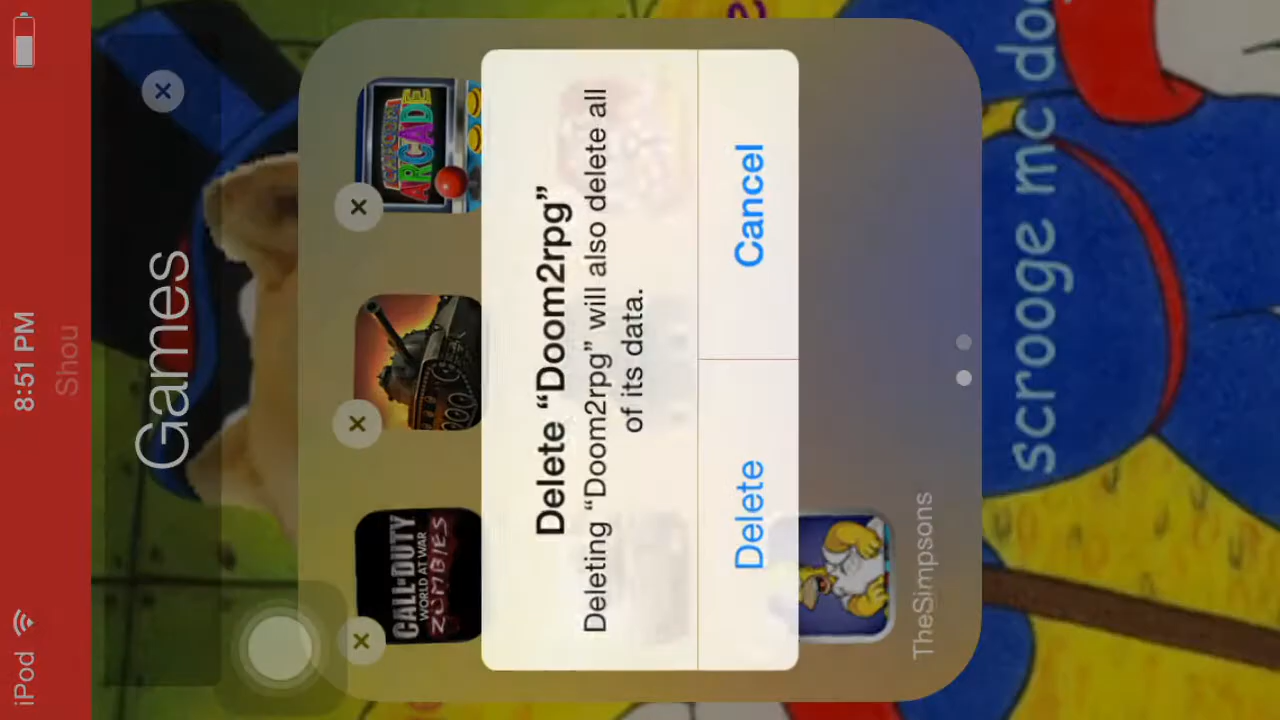 iPod
8:51 PM
Shou
Games
ARCADE
CALL·DUTY
WORLD AT WAR
ZOMBIES
Delete “Doom2rpg”
Deleting “Doom2rpg” will also delete all
of its data.
Delete
Cancel
TheSimpsons
scrooge mc do